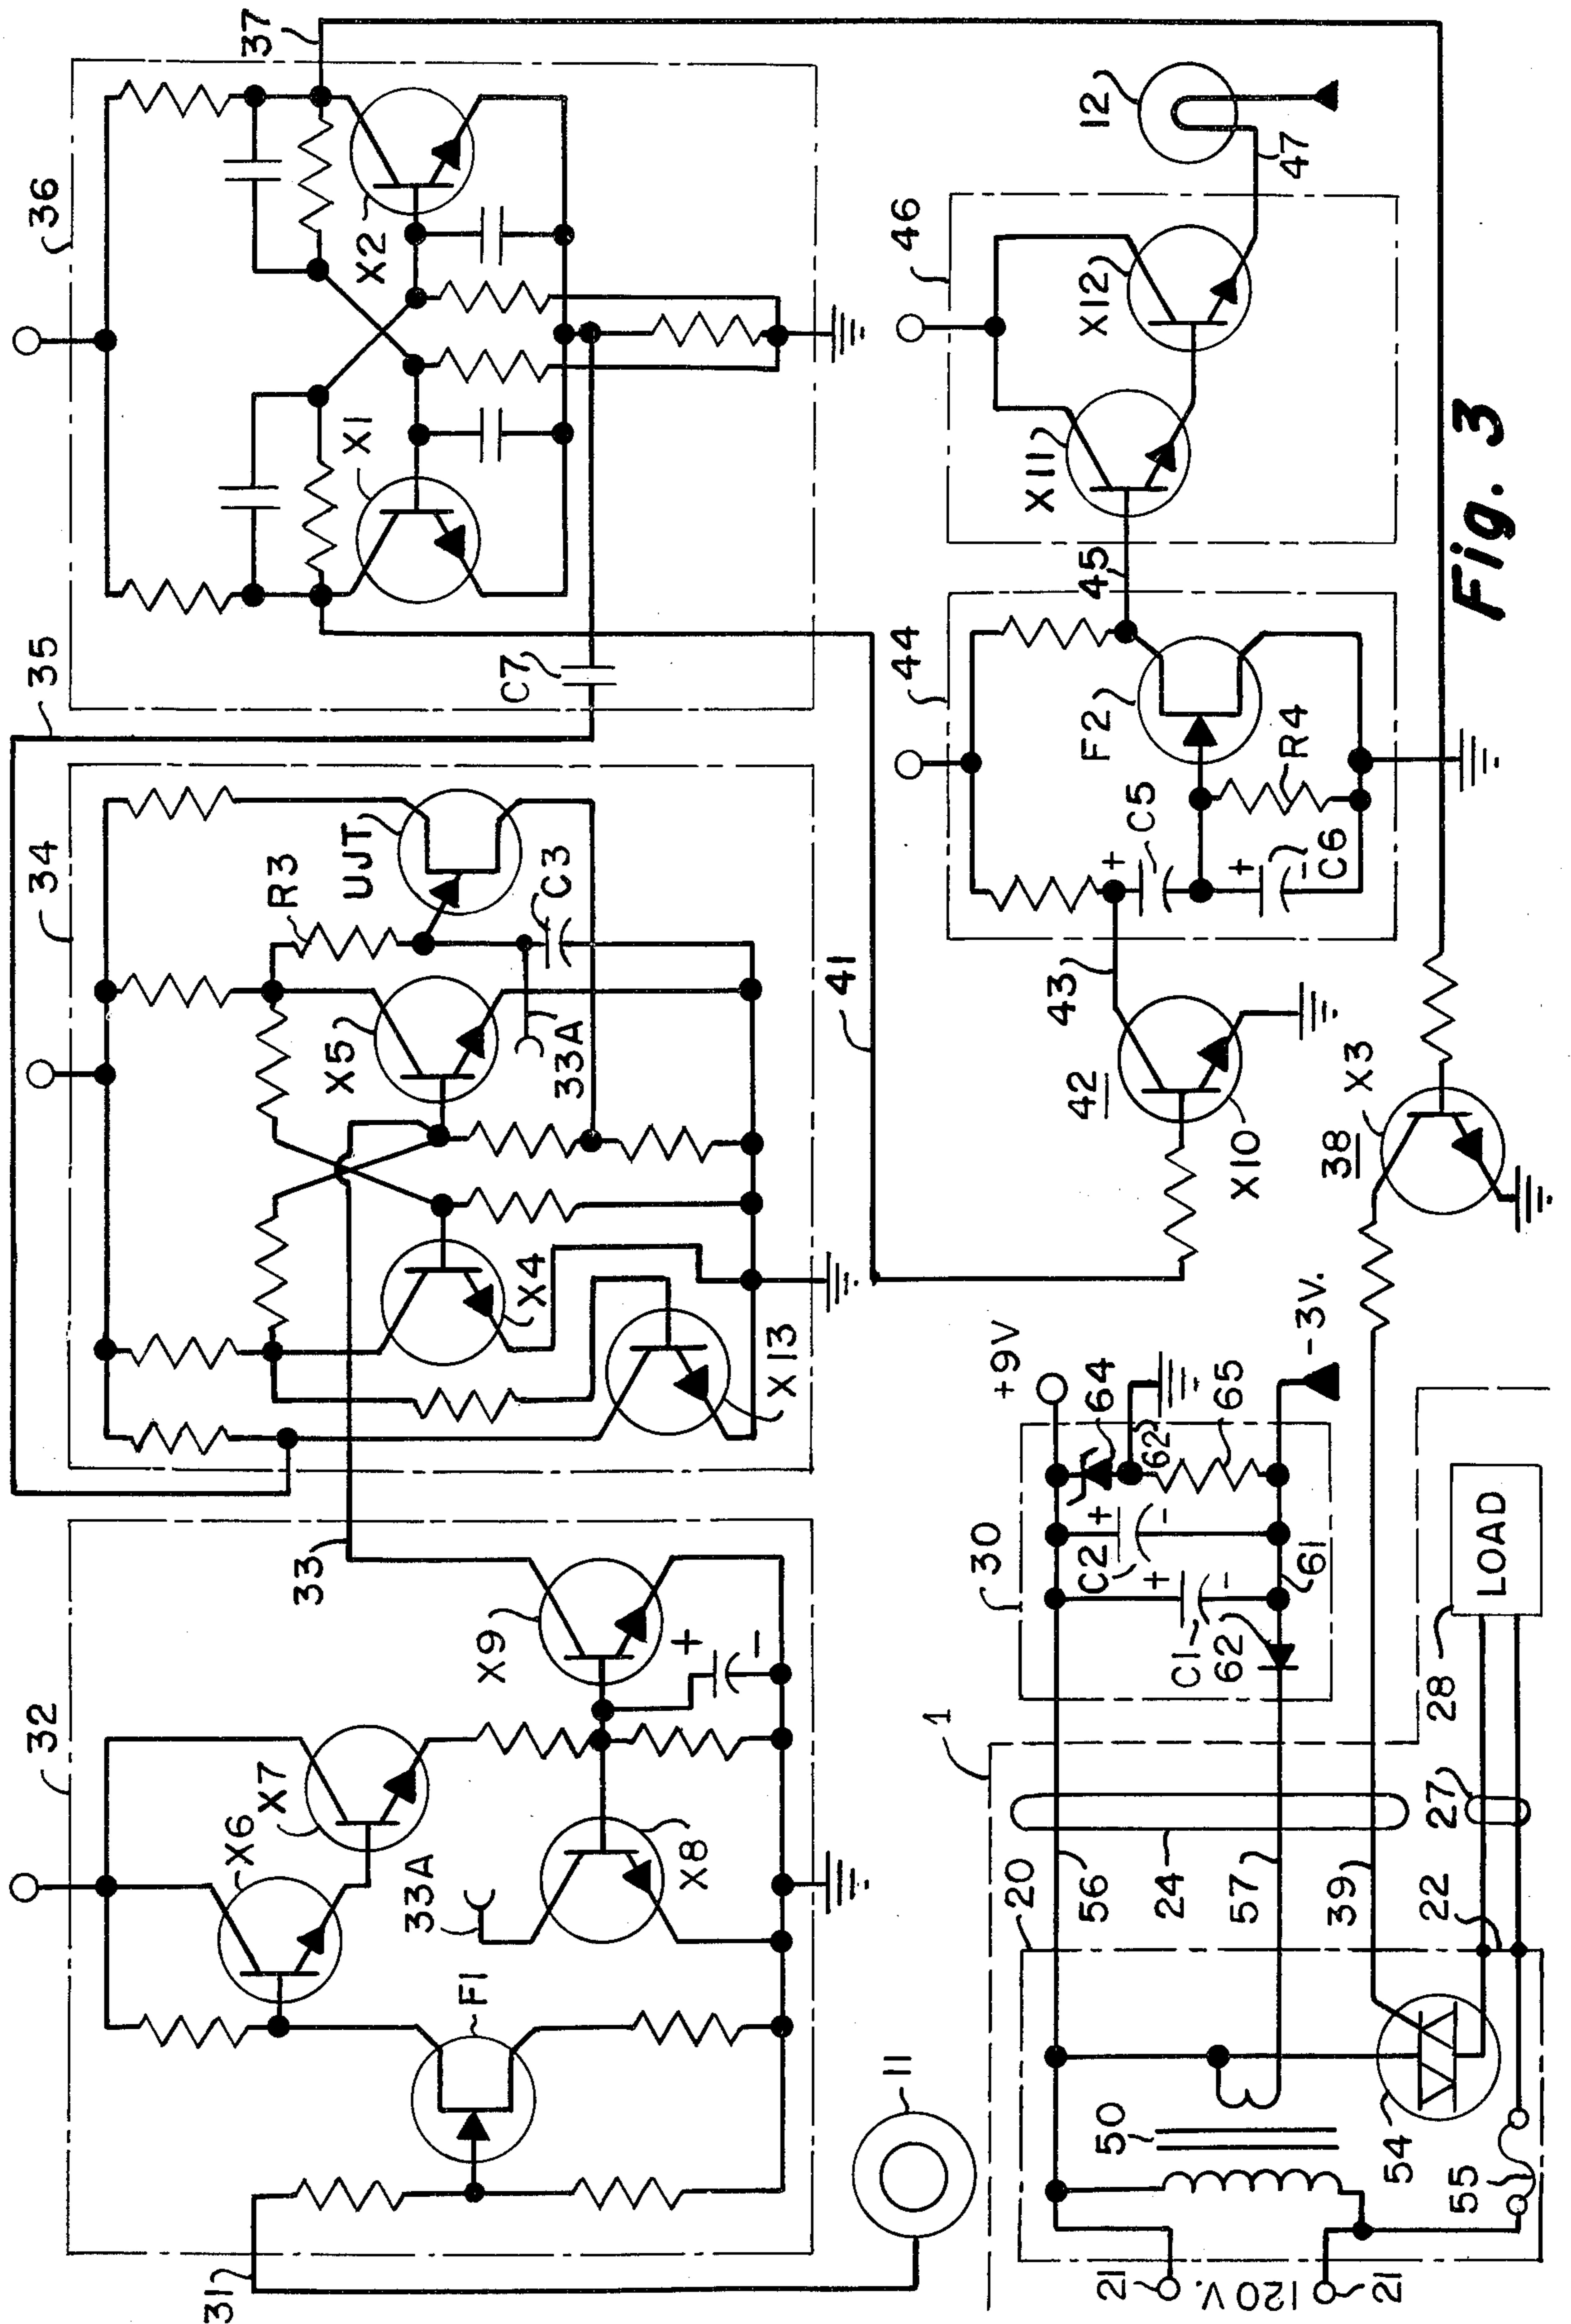 32
31
F1
X6
X7
33A
X8
X9
+
-
33
11
34
X13
X4
X5
R3
UJT
C3
33A
35
36
C7
X1
X2
37
41
42
X10
43
44
C5
+
+
-
C6
F2
R4
45
46
X11
X12
47
12
38
X3
+9V
30
C1
+
-
C2
+
-
64
62
65
-3V.
62
61
1
20
56
24
57
39
22
27
28
LOAD
21
120V.
21
50
54
55
Fig. 3